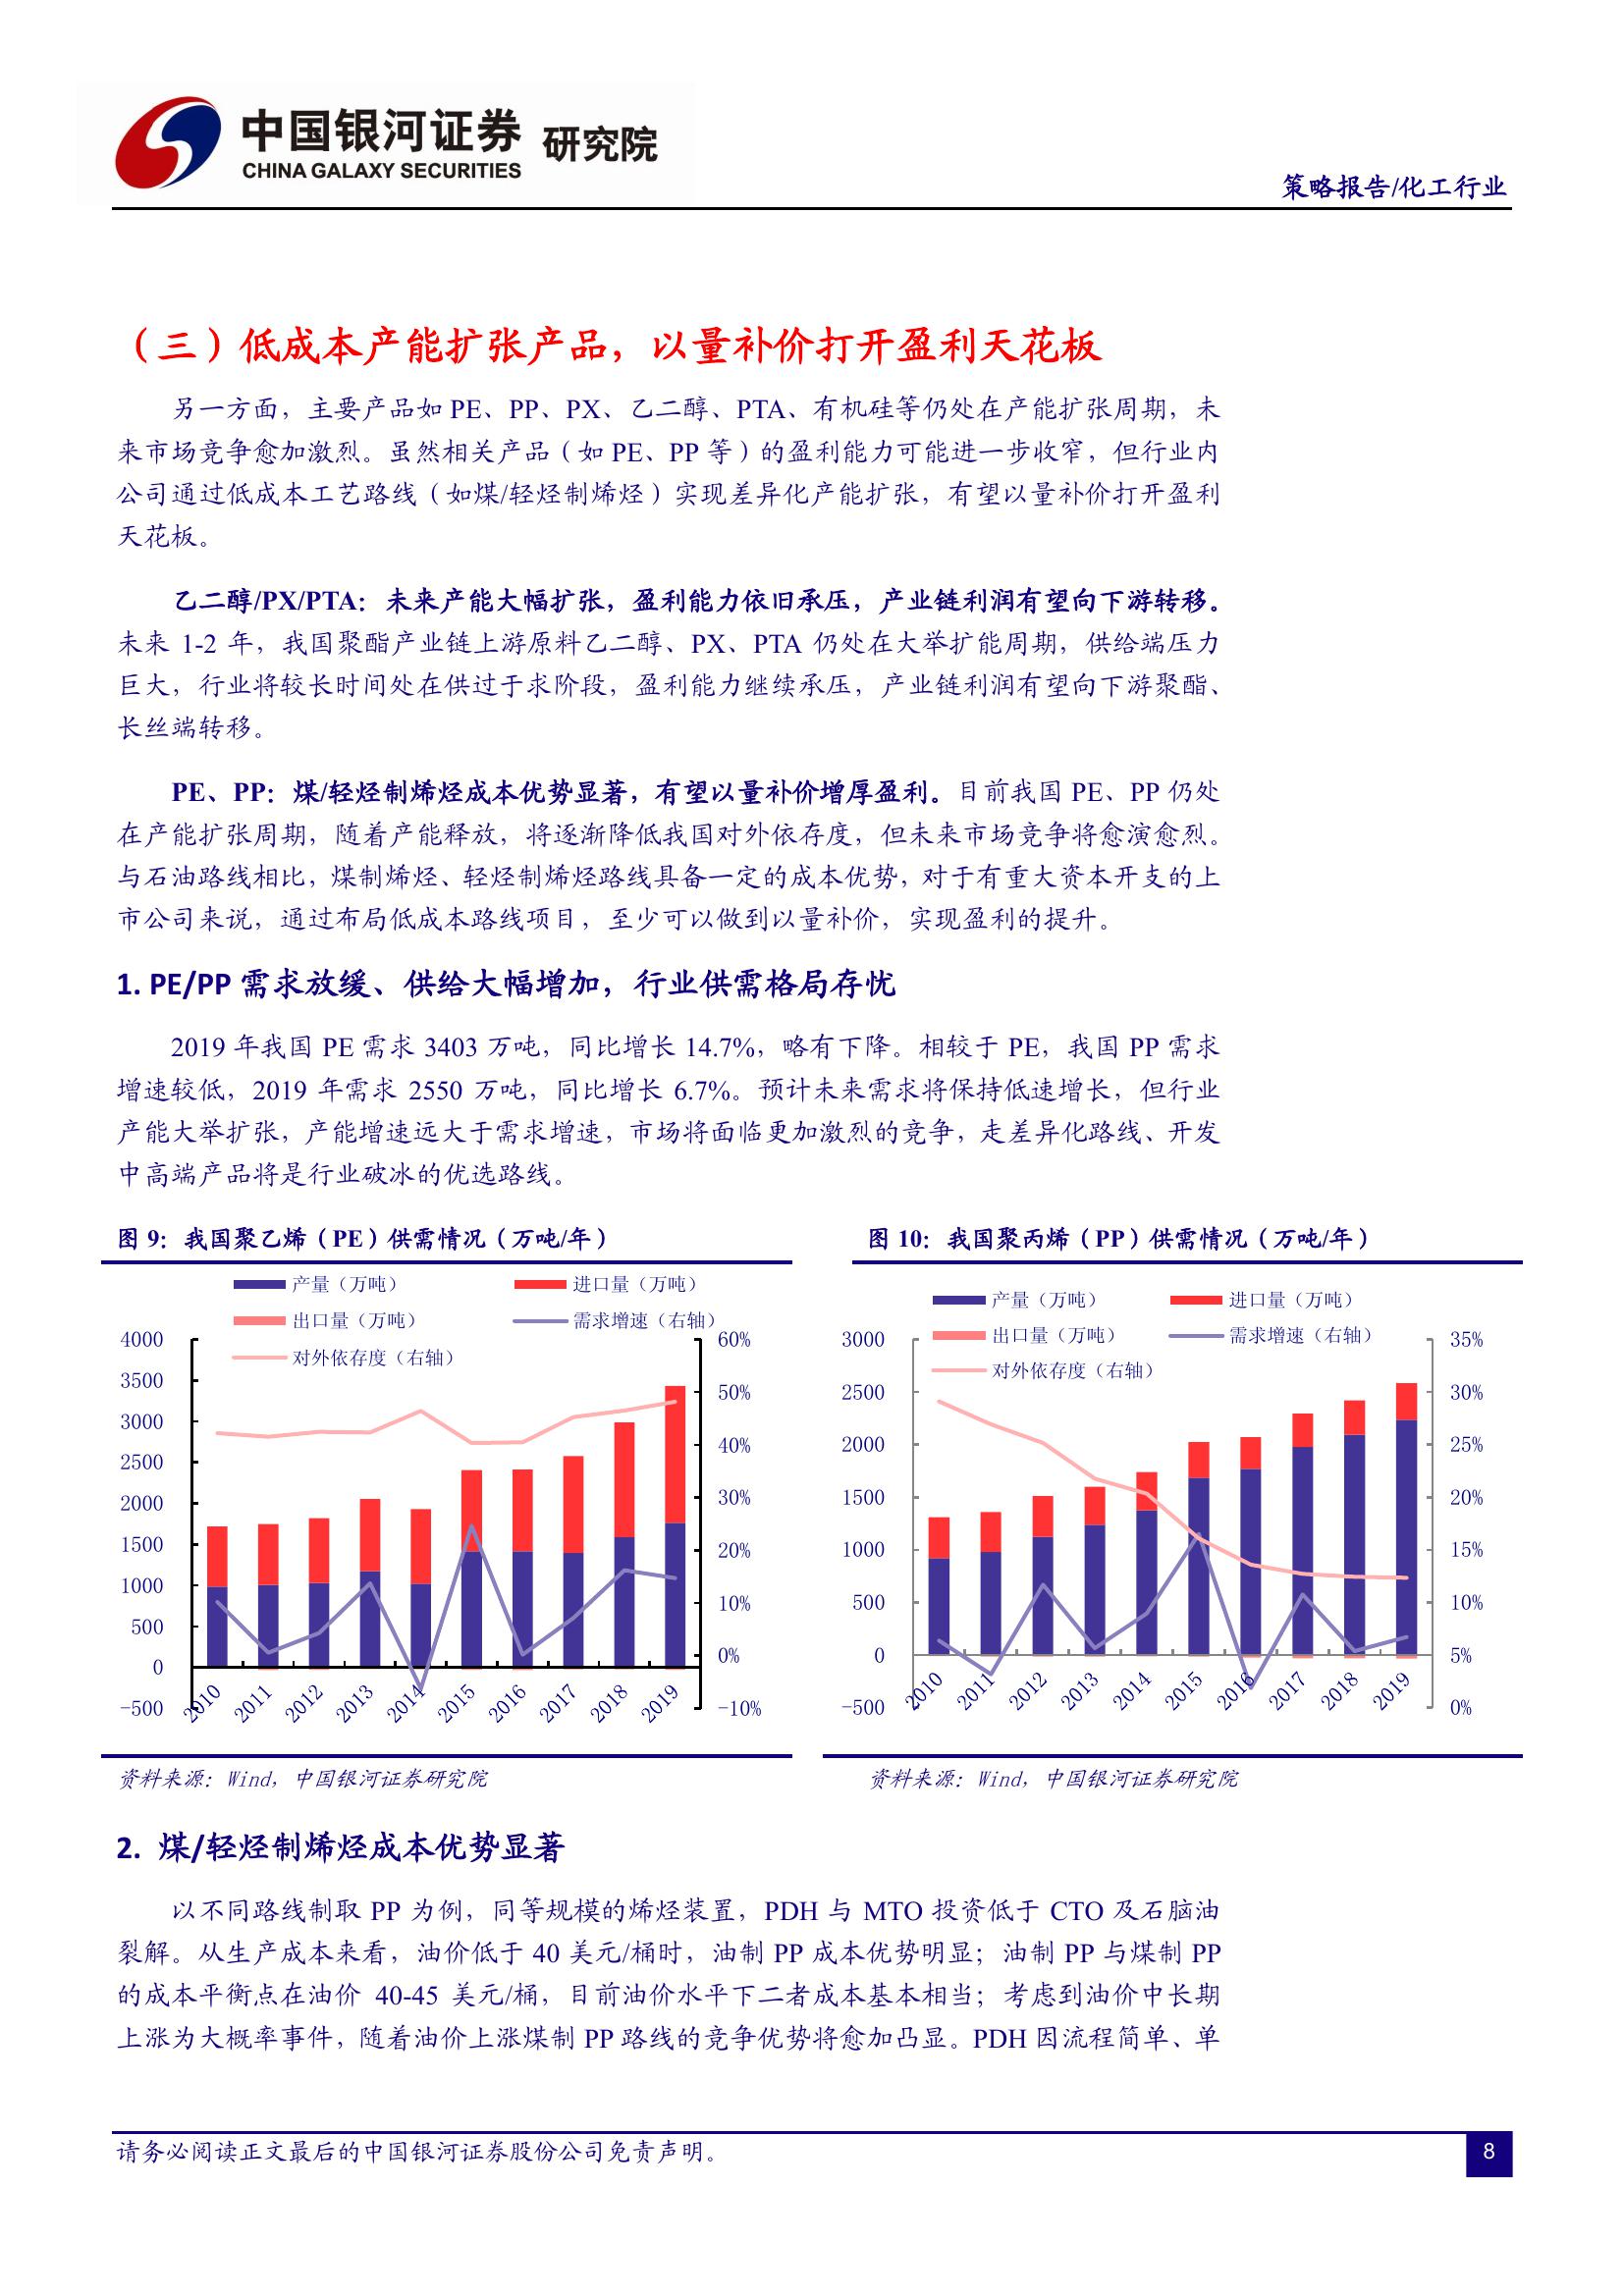 中国银河证券 研究院
CHINA GALAXY SECURITIES
策略报告/化工行业
（三）低成本产能扩张产品，以量补价打开盈利天花板
另一方面，主要产品如 PE、PP、PX、乙二醇、PTA、有机硅等仍处在产能扩张周期，未
来市场竞争愈加激烈。虽然相关产品（如 PE、PP 等）的盈利能力可能进一步收窄，但行业内
公司通过低成本工艺路线（如煤/轻烃制烯烃）实现差异化产能扩张，有望以量补价打开盈利
天花板。
乙二醇/PX/PTA：未来产能大幅扩张，盈利能力依旧承压，产业链利润有望向下游转移。
未来 1-2 年，我国聚酯产业链上游原料乙二醇、PX、PTA 仍处在大举扩能周期，供给端压力
巨大，行业将较长时间处在供过于求阶段，盈利能力继续承压，产业链利润有望向下游聚酯、
长丝端转移。
PE、PP：煤/轻烃制烯烃成本优势显著，有望以量补价增厚盈利。目前我国 PE、PP 仍处
在产能扩张周期，随着产能释放，将逐渐降低我国对外依存度，但未来市场竞争将愈演愈烈。
与石油路线相比，煤制烯烃、轻烃制烯烃路线具备一定的成本优势，对于有重大资本开支的上
市公司来说，通过布局低成本路线项目，至少可以做到以量补价，实现盈利的提升。
1. PE/PP 需求放缓、供给大幅增加，行业供需格局存忧
2019 年我国 PE 需求 3403 万吨，同比增长 14.7%，略有下降。相较于 PE，我国 PP 需求
增速较低，2019 年需求 2550 万吨，同比增长 6.7%。预计未来需求将保持低速增长，但行业
产能大举扩张，产能增速远大于需求增速，市场将面临更加激烈的竞争，走差异化路线、开发
中高端产品将是行业破冰的优选路线。
图 9：我国聚乙烯（PE）供需情况（万吨/年）
产量（万吨） 进口量（万吨）
出口量（万吨） 需求增速（右轴）
对外依存度（右轴）
4000
3500
3000
2500
2000
1500
1000
500
0
-500
60%
50%
40%
30%
20%
10%
0%
-10%
2010 2011 2012 2013 2014 2015 2016 2017 2018 2019
资料来源：Wind，中国银河证券研究院
图 10：我国聚丙烯（PP）供需情况（万吨/年）
产量（万吨） 进口量（万吨）
出口量（万吨） 需求增速（右轴）
对外依存度（右轴）
3000
2500
2000
1500
1000
500
0
-500
35%
30%
25%
20%
15%
10%
5%
0%
2010 2011 2012 2013 2014 2015 2016 2017 2018 2019
资料来源：Wind，中国银河证券研究院
2. 煤/轻烃制烯烃成本优势显著
以不同路线制取 PP 为例，同等规模的烯烃装置，PDH 与 MTO 投资低于 CTO 及石脑油
裂解。从生产成本来看，油价低于 40 美元/桶时，油制 PP 成本优势明显；油制 PP 与煤制 PP
的成本平衡点在油价 40-45 美元/桶，目前油价水平下二者成本基本相当；考虑到油价中长期
上涨为大概率事件，随着油价上涨煤制 PP 路线的竞争优势将愈加凸显。PDH 因流程简单、单
请务必阅读正文最后的中国银河证券股份公司免责声明。
8